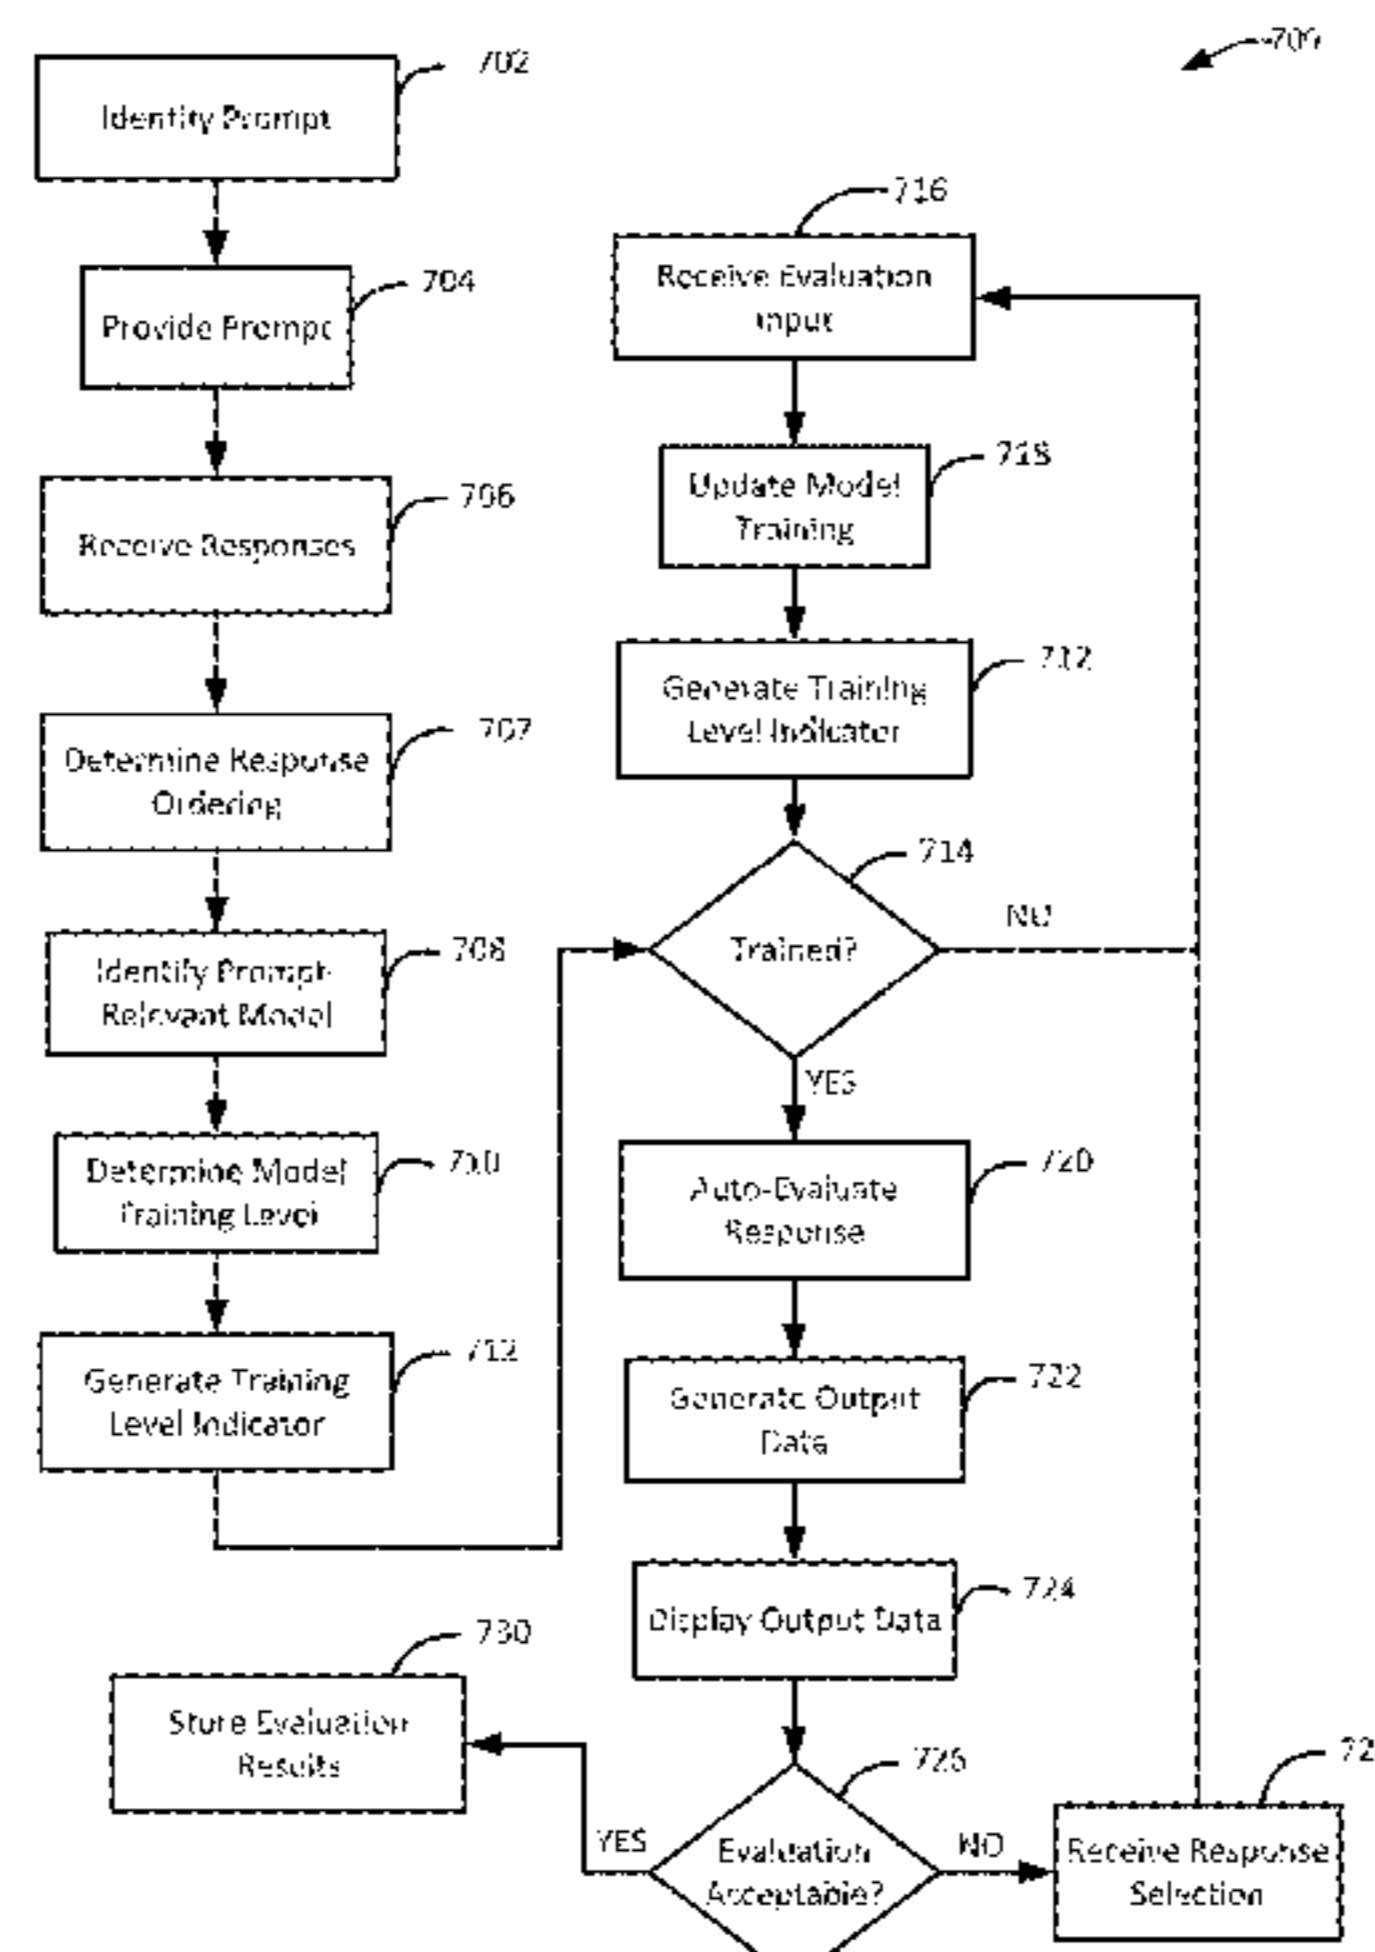 700
702
Identity Prompt
704
Provide Prompt
706
Receive Responses
707
Determine Response
Ordering
708
Identify Prompt-
Relevant Model
710
Determine Model
Training Level
712
Generate Training
Level Indicator
716
Receive Evaluation
Input
718
Update Model
Training
712
Generate Training
Level Indicator
714
Trained?
NO
YES
720
Auto-Evaluate
Response
722
Generate Output
Data
724
Display Output Data
726
Evaluation
Acceptable?
YES
NO
730
Store Evaluation
Results
72
Receive Response
Selection